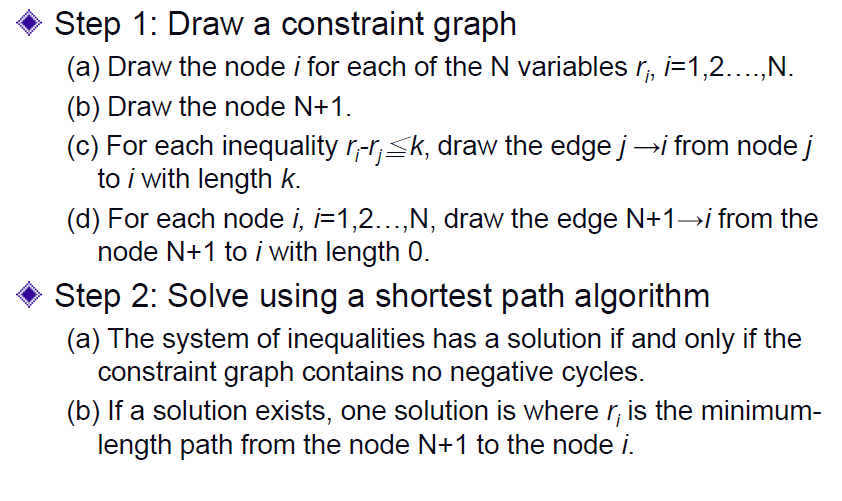 Step 1: Draw a constraint graph
(a) Draw the node i for each of the N variables rᵢ, i=1,2….,N.
(b) Draw the node N+1.
(c) For each inequality rᵢ-rⱼ≦k, draw the edge j →i from node j
to i with length k.
(d) For each node i, i=1,2…,N, draw the edge N+1→i from the
node N+1 to i with length 0.
Step 2: Solve using a shortest path algorithm
(a) The system of inequalities has a solution if and only if the
constraint graph contains no negative cycles.
(b) If a solution exists, one solution is where rᵢ is the minimum-
length path from the node N+1 to the node i.